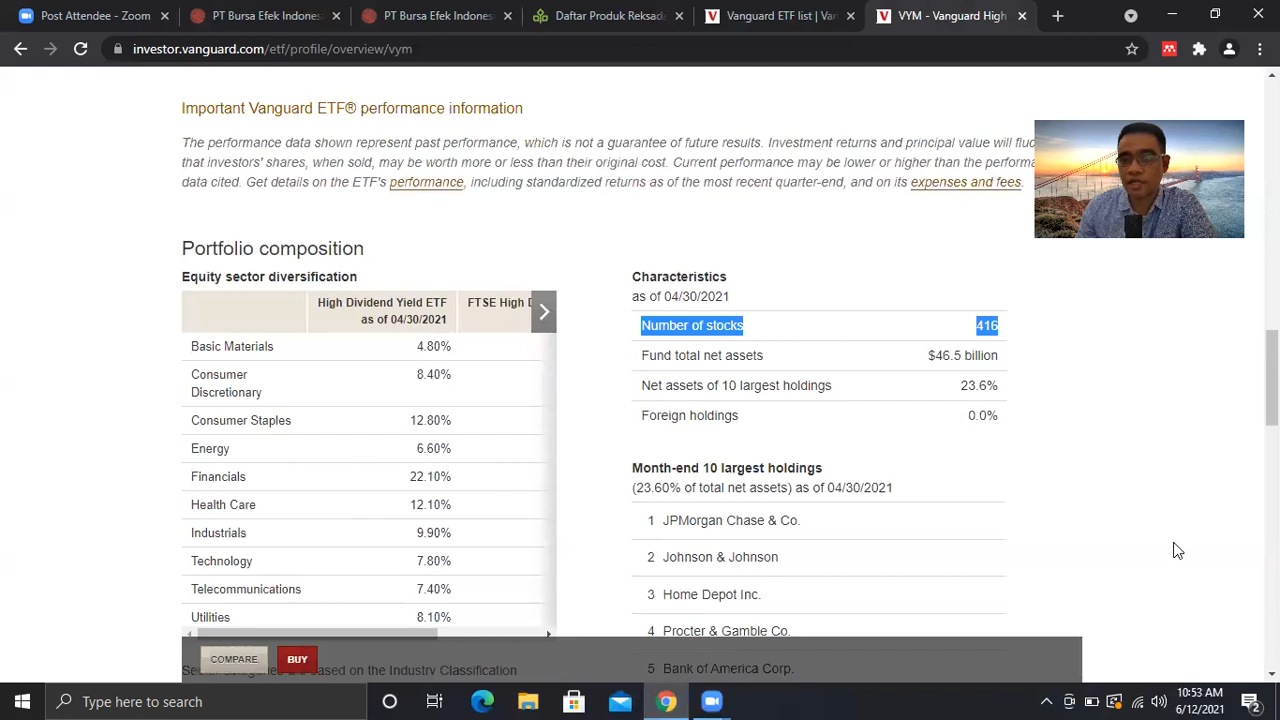 Post Attendee - Zoom
PT Bursa Efek Indones
PT Bursa Efek Indones
Daftar Produk Reksad
Vanguard ETF list | Van
VYM - Vanguard High
investor.vanguard.com/etf/profile/overview/vym
Important Vanguard ETF® performance information
The performance data shown represent past performance, which is not a guarantee of future results. Investment returns and principal value will flu
that investors' shares, when sold, may be worth more or less than their original cost. Current performance may be lower or higher than the perform
data cited. Get details on the ETF's performance, including standardized returns as of the most recent quarter-end, and on its expenses and fees.
Portfolio composition
Equity sector diversification
High Dividend Yield ETF
as of 04/30/2021
FTSE High
Basic Materials 4.80%
Consumer
Discretionary
8.40%
Consumer Staples 12.80%
Energy 6.60%
Financials 22.10%
Health Care 12.10%
Industrials 9.90%
Technology 7.80%
Telecommunications 7.40%
Utilities 8.10%
Characteristics
as of 04/30/2021
Number of stocks 416
Fund total net assets $46.5 billion
Net assets of 10 largest holdings 23.6%
Foreign holdings 0.0%
Month-end 10 largest holdings
(23.60% of total net assets) as of 04/30/2021
1 JPMorgan Chase & Co.
2 Johnson & Johnson
3 Home Depot Inc.
4 Procter & Gamble Co.
5 Bank of America Corp.
COMPARE
BUY
are based on the Industry Classification
Type here to search
10:53 AM
6/12/2021
2